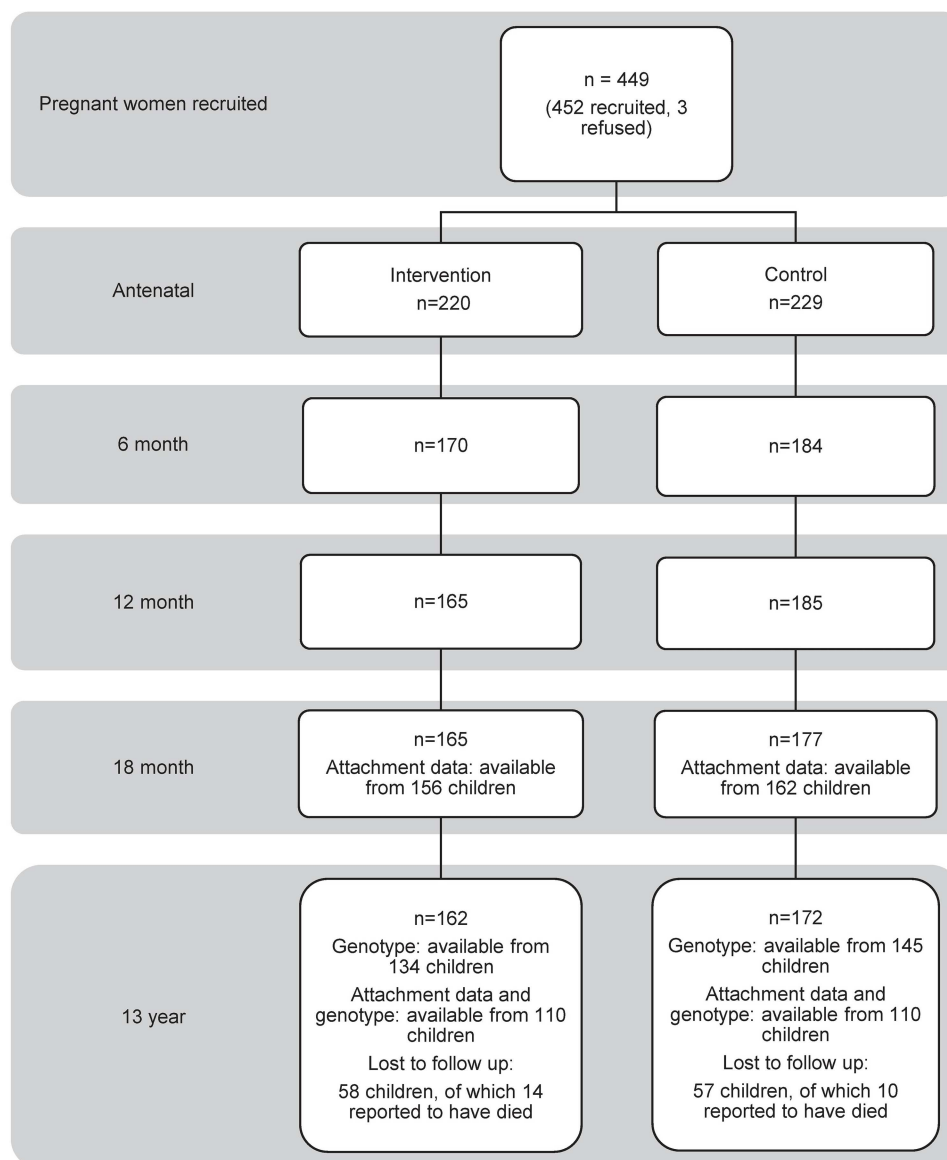 Pregnant women recruited
n = 449
(452 recruited, 3
refused)
Antenatal
Intervention
n=220
Control
n=229
6 month
n=170
n=184
12 month
n=165
n=185
18 month
n=165
Attachment data: available
from 156 children
n=177
Attachment data: available
from 162 children
13 year
n=162
Genotype: available from
134 children
Attachment data and
genotype: available from 110
children
Lost to follow up:
58 children, of which 14
reported to have died
n=172
Genotype: available from 145
children
Attachment data and
genotype: available from 110
children
Lost to follow up:
57 children, of which 10
reported to have died